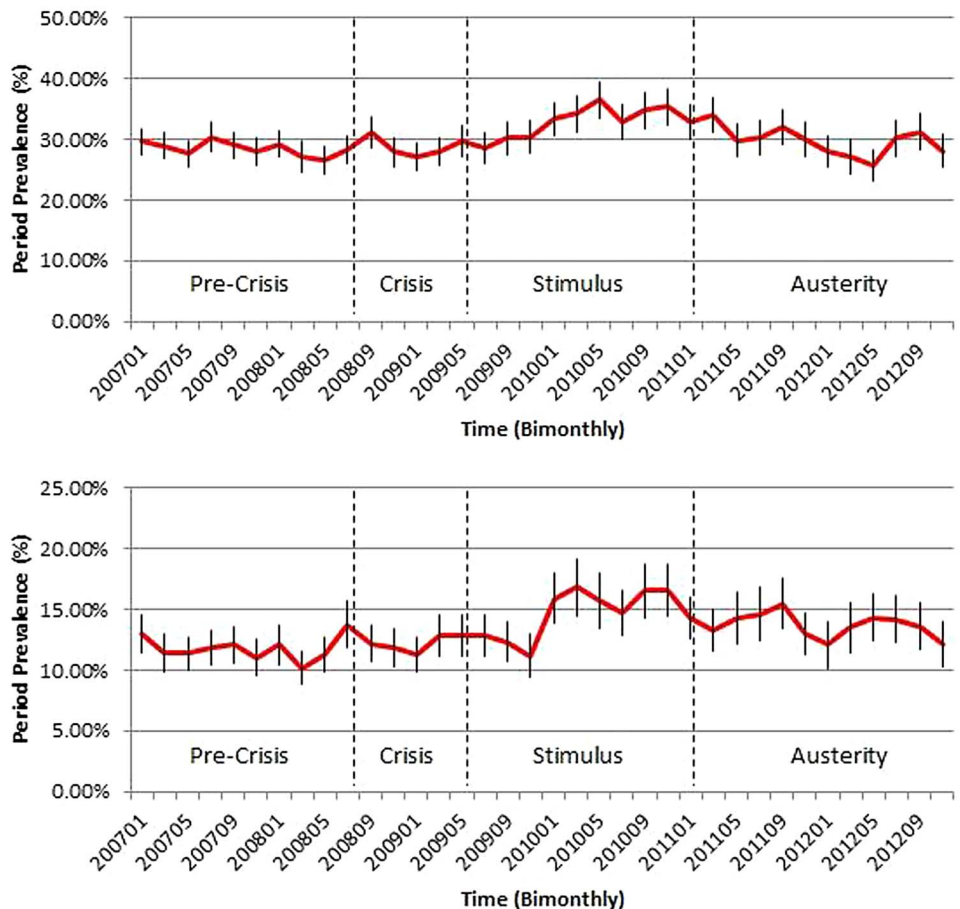 Period Prevalence (%)
50.00%
40.00%
30.00%
20.00%
10.00%
0.00%
Pre-Crisis Crisis Stimulus Austerity
200701 200705 200709 200801 200805 200809 200901 200905 200909 201001 201005 201009 201101 201105 201109 201201 201205 201209
Time (Bimonthly)
Period Prevalence (%)
25.00%
20.00%
15.00%
10.00%
5.00%
0.00%
Pre-Crisis Crisis Stimulus Austerity
200701 200705 200709 200801 200805 200809 200901 200905 200909 201001 201005 201009 201101 201105 201109 201201 201205 201209
Time (Bimonthly)